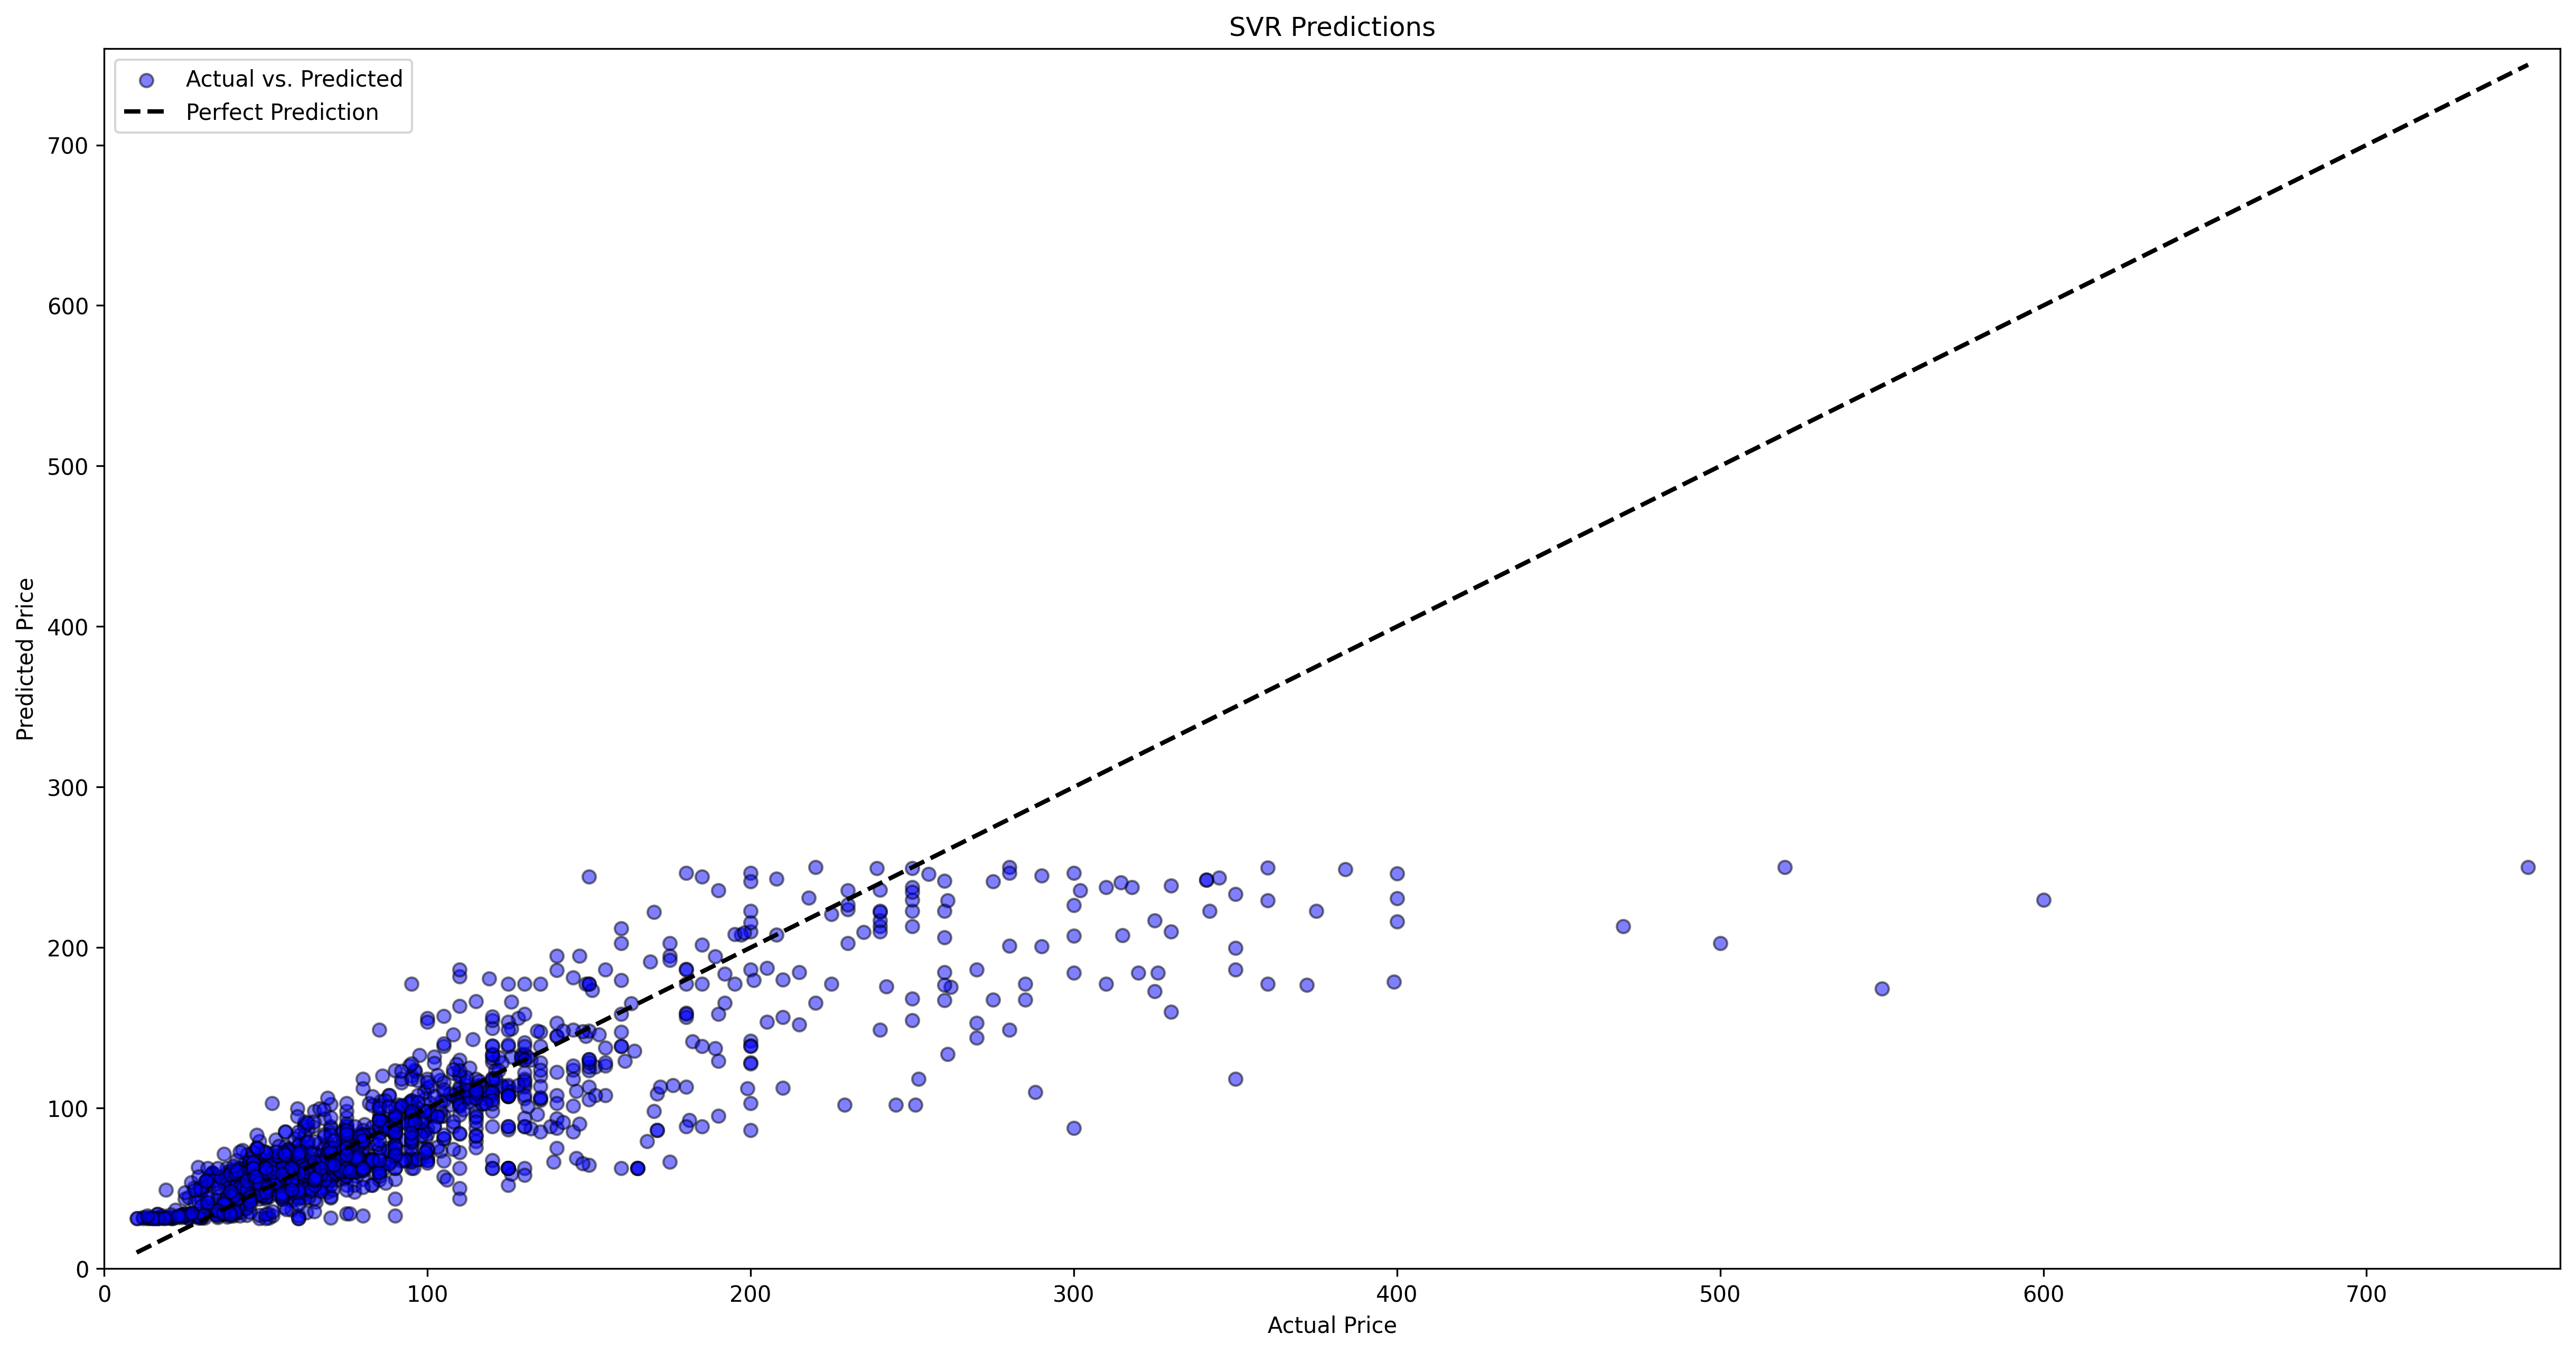 SVR Predictions
Actual vs. Predicted
Perfect Prediction
700
600
500
400
300
200
100
0
Predicted Price
0 100 200 300 400 500 600 700
Actual Price